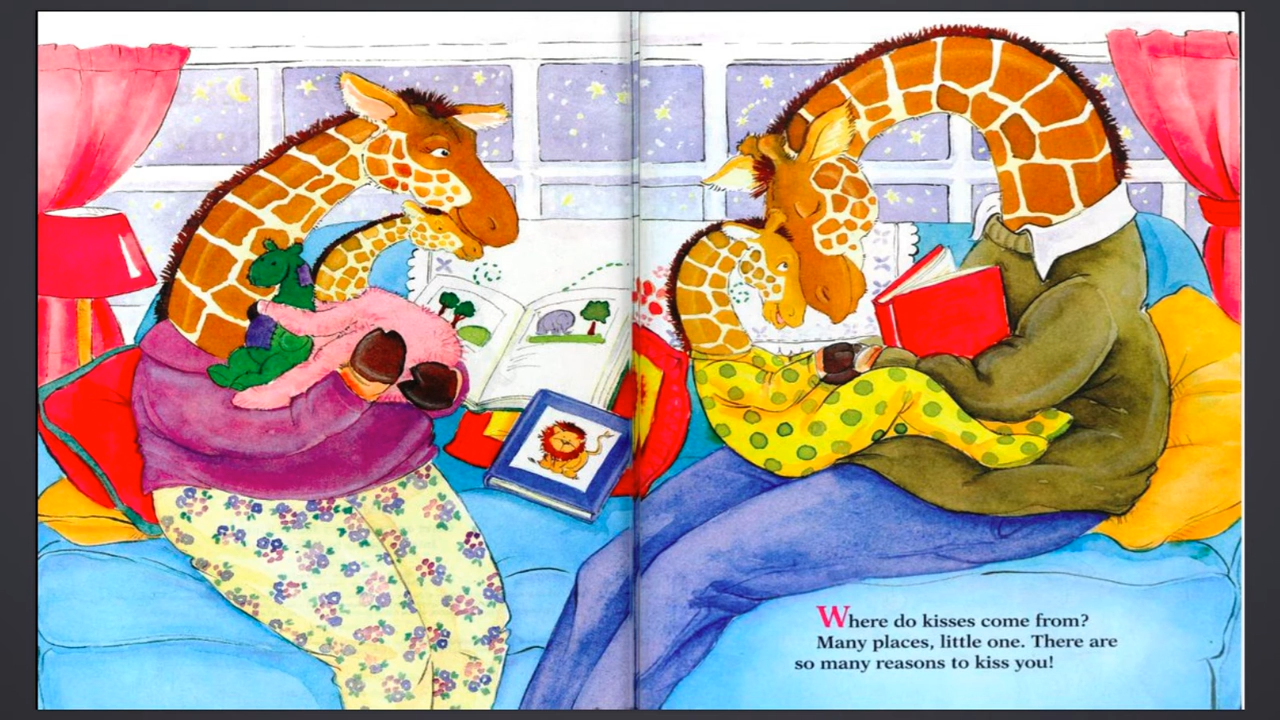 Where do kisses come from?
Many places, little one. There are
so many reasons to kiss you!